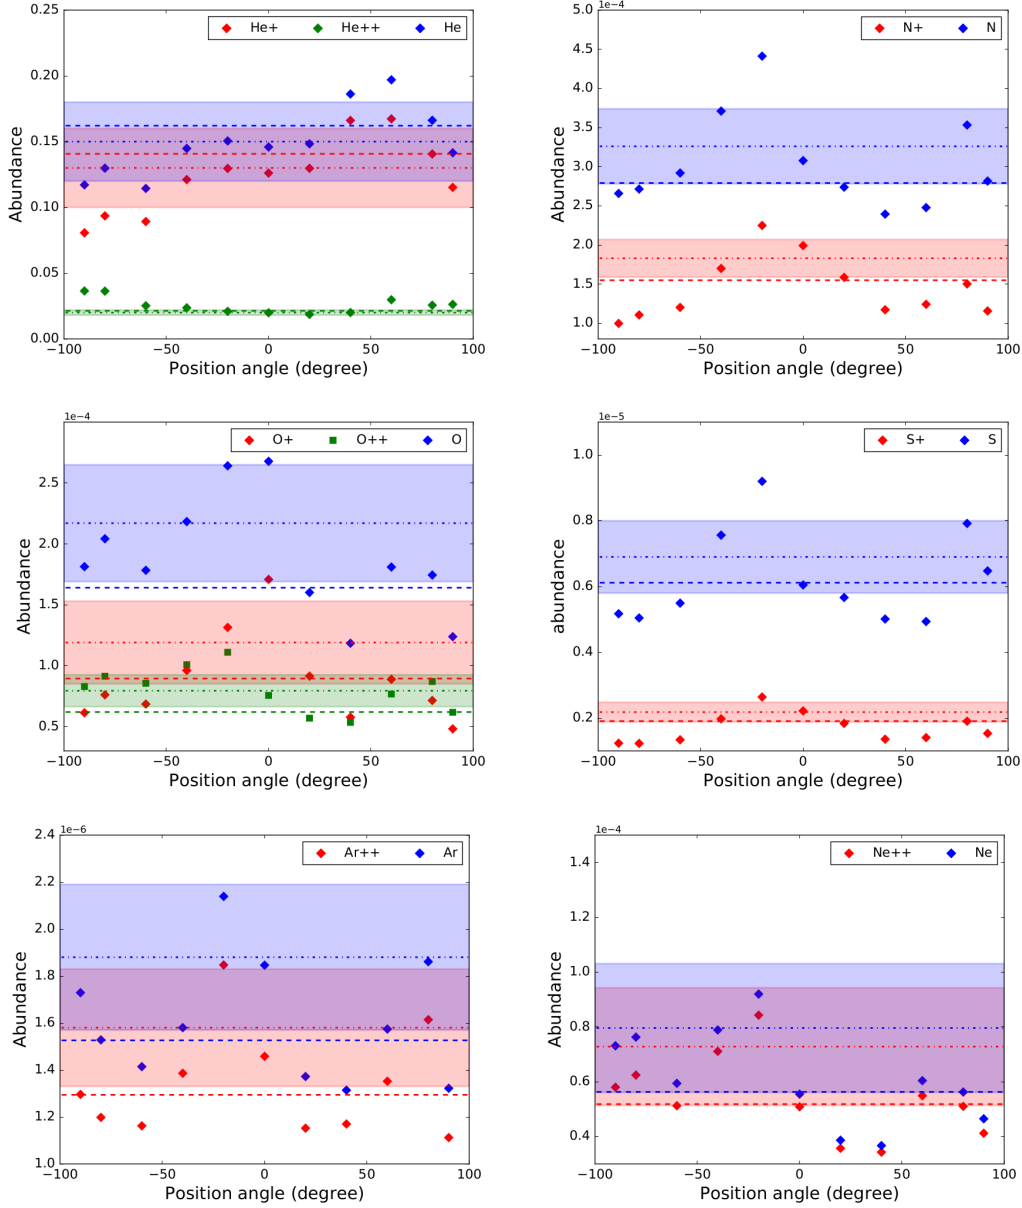 He+ He++ He
0.25
0.20
0.15
0.10
0.05
0.00
Abundance
−100 −50 0 50 100
Position angle (degree)
1e−4
N+ N
5.0
4.5
4.0
3.5
3.0
2.5
2.0
1.5
1.0
Abundance
−100 −50 0 50 100
Position angle (degree)
1e−4
O+ O++ O
2.5
2.0
1.5
1.0
0.5
Abundance
−100 −50 0 50 100
Position angle (degree)
1e−5
S+ S
1.0
0.8
0.6
0.4
0.2
abundance
−100 −50 0 50 100
Position angle (degree)
1e−6
Ar++ Ar
2.4
2.2
2.0
1.8
1.6
1.4
1.2
1.0
Abundance
−100 −50 0 50 100
Position angle (degree)
1e−4
Ne++ Ne
1.4
1.2
1.0
0.8
0.6
0.4
Abundance
−100 −50 0 50 100
Position angle (degree)